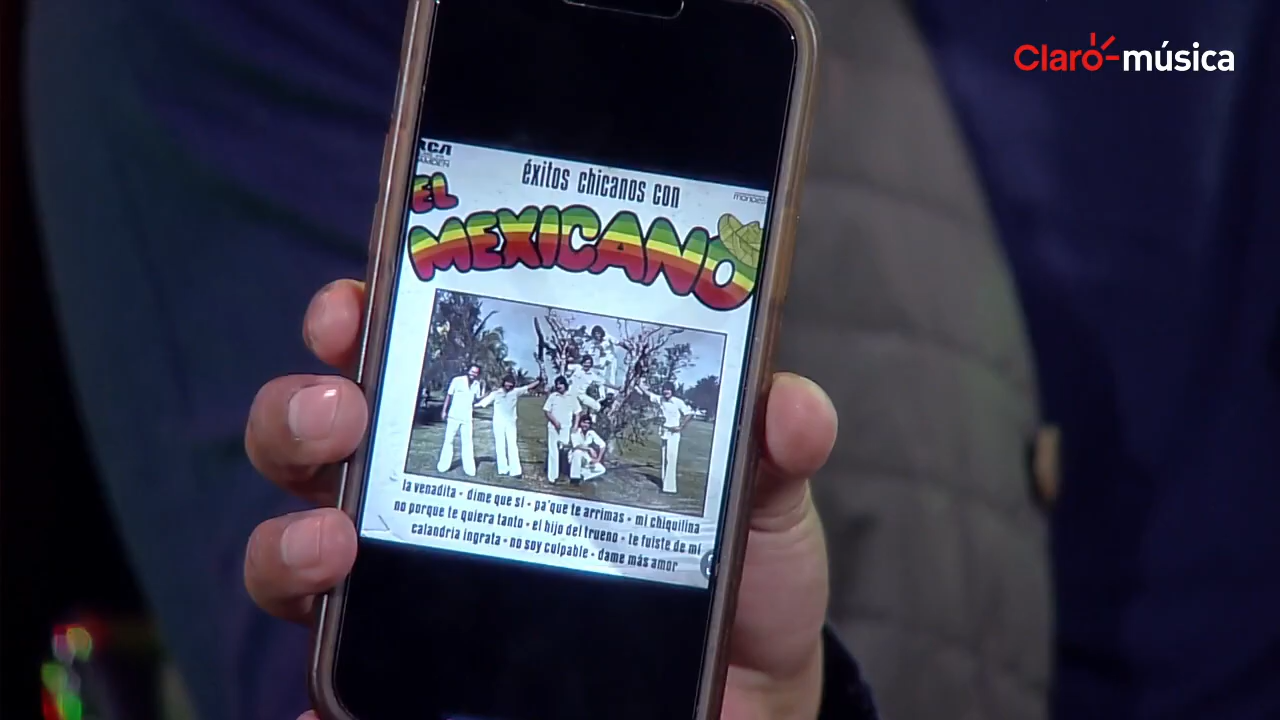 Claro música
RCA
CAMDEN
éxitos chicanos con
EL
MEXICANO
la venadita • dime que si • pa'que te arrimas • mi chiquilina
no porque te quiera tanto • el hijo del trueno • te fuiste de mi
calandria ingrata • no soy culpable • dame más amor